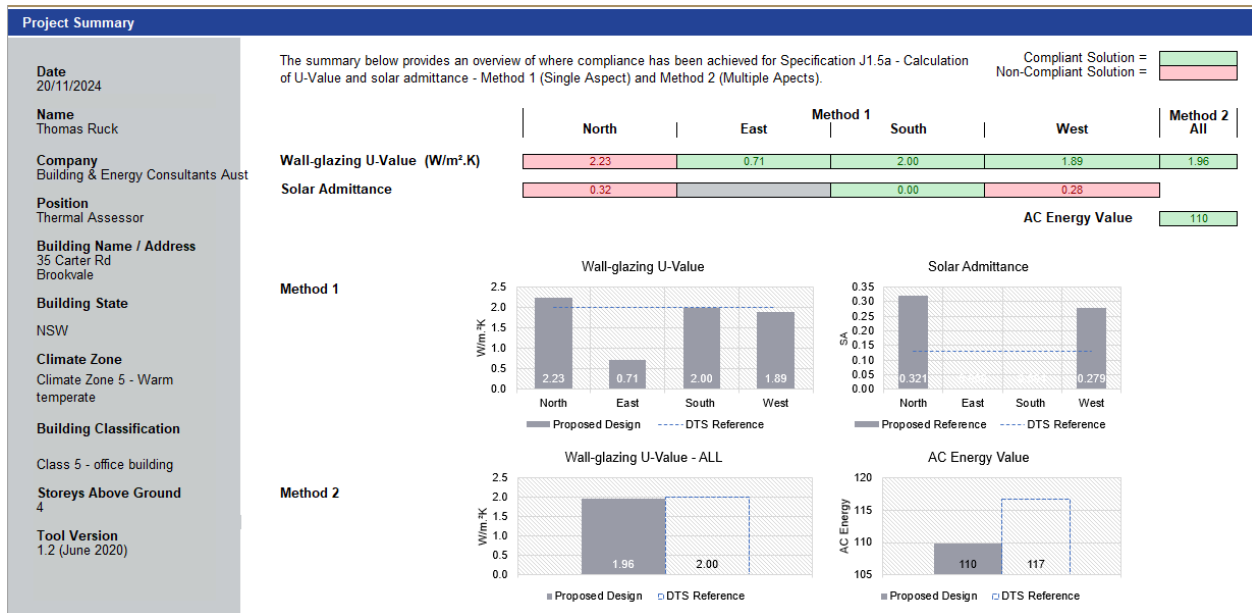 Project Summary
Date
20/11/2024
Name
Thomas Ruck
Company
Building & Energy Consultants Aust
Position
Thermal Assessor
Building Name / Address
35 Carter Rd
Brookvale
Building State
NSW
Climate Zone
Climate Zone 5 - Warm
temperate
Building Classification
Class 5 - office building
Storeys Above Ground
4
Tool Version
1.2 (June 2020)
The summary below provides an overview of where compliance has been achieved for Specification J1.5a - Calculation
of U-Value and solar admittance - Method 1 (Single Aspect) and Method 2 (Multiple Apects).
Compliant Solution =
Non-Compliant Solution =
Method 1 Method 2
North East South West All
Wall-glazing U-Value (W/m².K) 2.23 0.71 2.00 1.89 1.96
Solar Admittance 0.32 0.00 0.28
AC Energy Value 110
Method 1
Wall-glazing U-Value
W/m.²K
2.5
2.0
1.5
1.0
0.5
0.0
2.23 0.71 2.00 1.89
North East South West
Proposed Design DTS Reference
Solar Admittance
SA
0.35
0.30
0.25
0.20
0.15
0.10
0.05
0.00
0.321 0.279
North East South West
Proposed Reference DTS Reference
Method 2
Wall-glazing U-Value - ALL
W/m.²K
2.5
2.0
1.5
1.0
0.5
0.0
1.96 2.00
Proposed Design DTS Reference
AC Energy Value
AC Energy
120
115
110
105
110 117
Proposed Design DTS Reference